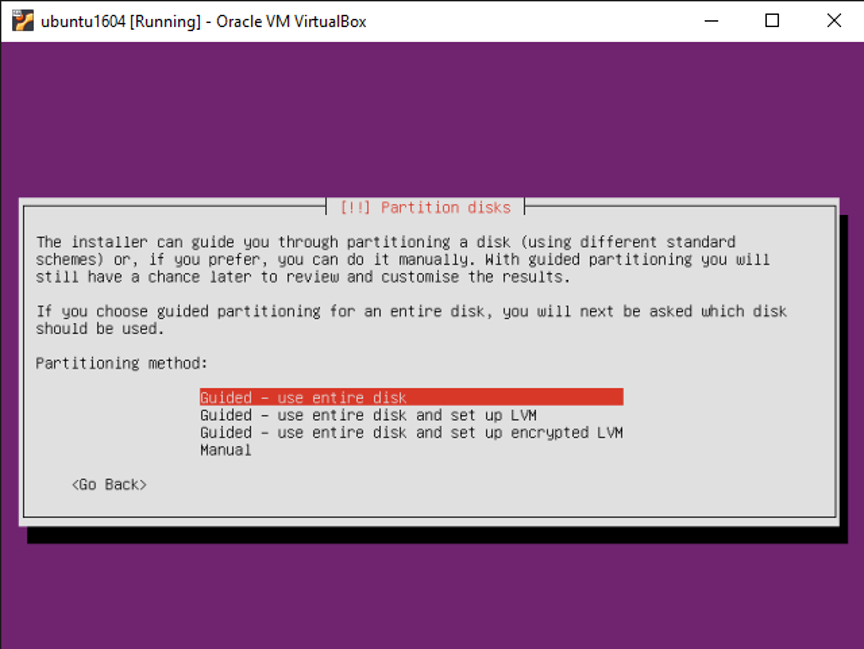 ubuntu1604 [Running] - Oracle VM VirtualBox
[!!] Partition disks
The installer can guide you through partitioning a disk (using different standard
schemes) or, if you prefer, you can do it manually. With guided partitioning you will
still have a chance later to review and customise the results.
If you choose guided partitioning for an entire disk, you will next be asked which disk
should be used.
Partitioning method:
Guided - use entire disk
Guided - use entire disk and set up LVM
Guided - use entire disk and set up encrypted LVM
Manual
<Go Back>